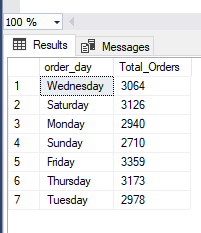 100 %
Results Messages
order_day Total_Orders
1 Wednesday 3064
2 Saturday 3126
3 Monday 2940
4 Sunday 2710
5 Friday 3359
6 Thursday 3173
7 Tuesday 2978